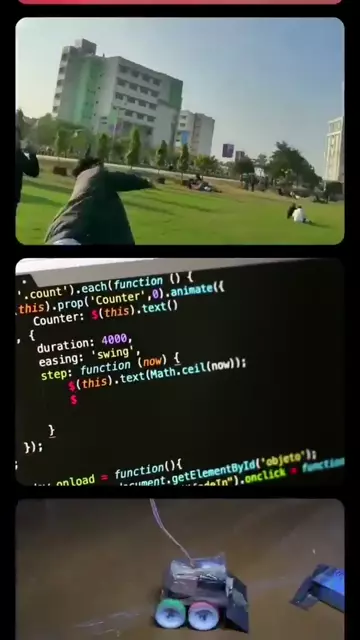 '.count').each(function () {
this).prop('Counter',0).animate({
Counter: $(this).text()
, {
duration: 4000,
easing: 'swing',
step: function (now) {
$(this).text(Math.ceil(now));
$
}
});
onload = function(){
document.getElementById('objeto');
").onclick = function